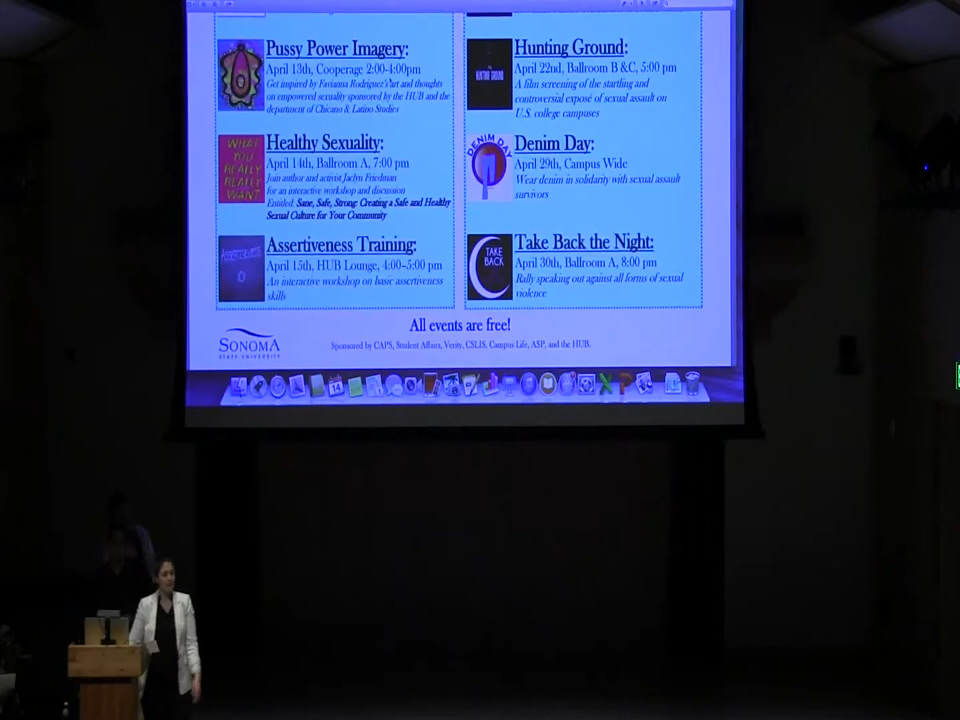 Pussy Power Imagery:
April 13th, Cooperage 2:00-4:00pm
Get inspired by Favianna Rodriguez's art and thoughts
on empowered sexuality sponsored by the HUB and the
department of Chicano & Latino Studies
WHAT
YOU
REALLY
REALLY
WANT
Healthy Sexuality:
April 14th, Ballroom A, 7:00 pm
Join author and activist Jaclyn Friedman
for an interactive workshop and discussion
Entitled: Sane, Safe, Strong: Creating a Safe and Healthy
Sexual Culture for Your Community
Assertiveness Training:
April 15th, HUB Lounge, 4:00-5:00 pm
An interactive workshop on basic assertiveness
skills
HUNTING GROUND
Hunting Ground:
April 22nd, Ballroom B &C, 5:00 pm
A film screening of the startling and
controversial exposé of sexual assault on
U.S. college campuses
DENIM DAY
Denim Day:
April 29th, Campus Wide
Wear denim in solidarity with sexual assault
survivors
TAKE
BACK
Take Back the Night:
April 30th, Ballroom A, 8:00 pm
Rally speaking out against all forms of sexual
violence
All events are free!
Sponsored by CAPS, Student Affairs, Verity, CSLIS, Campus Life, ASP, and the HUB.
SONOMA
STATE UNIVERSITY
14